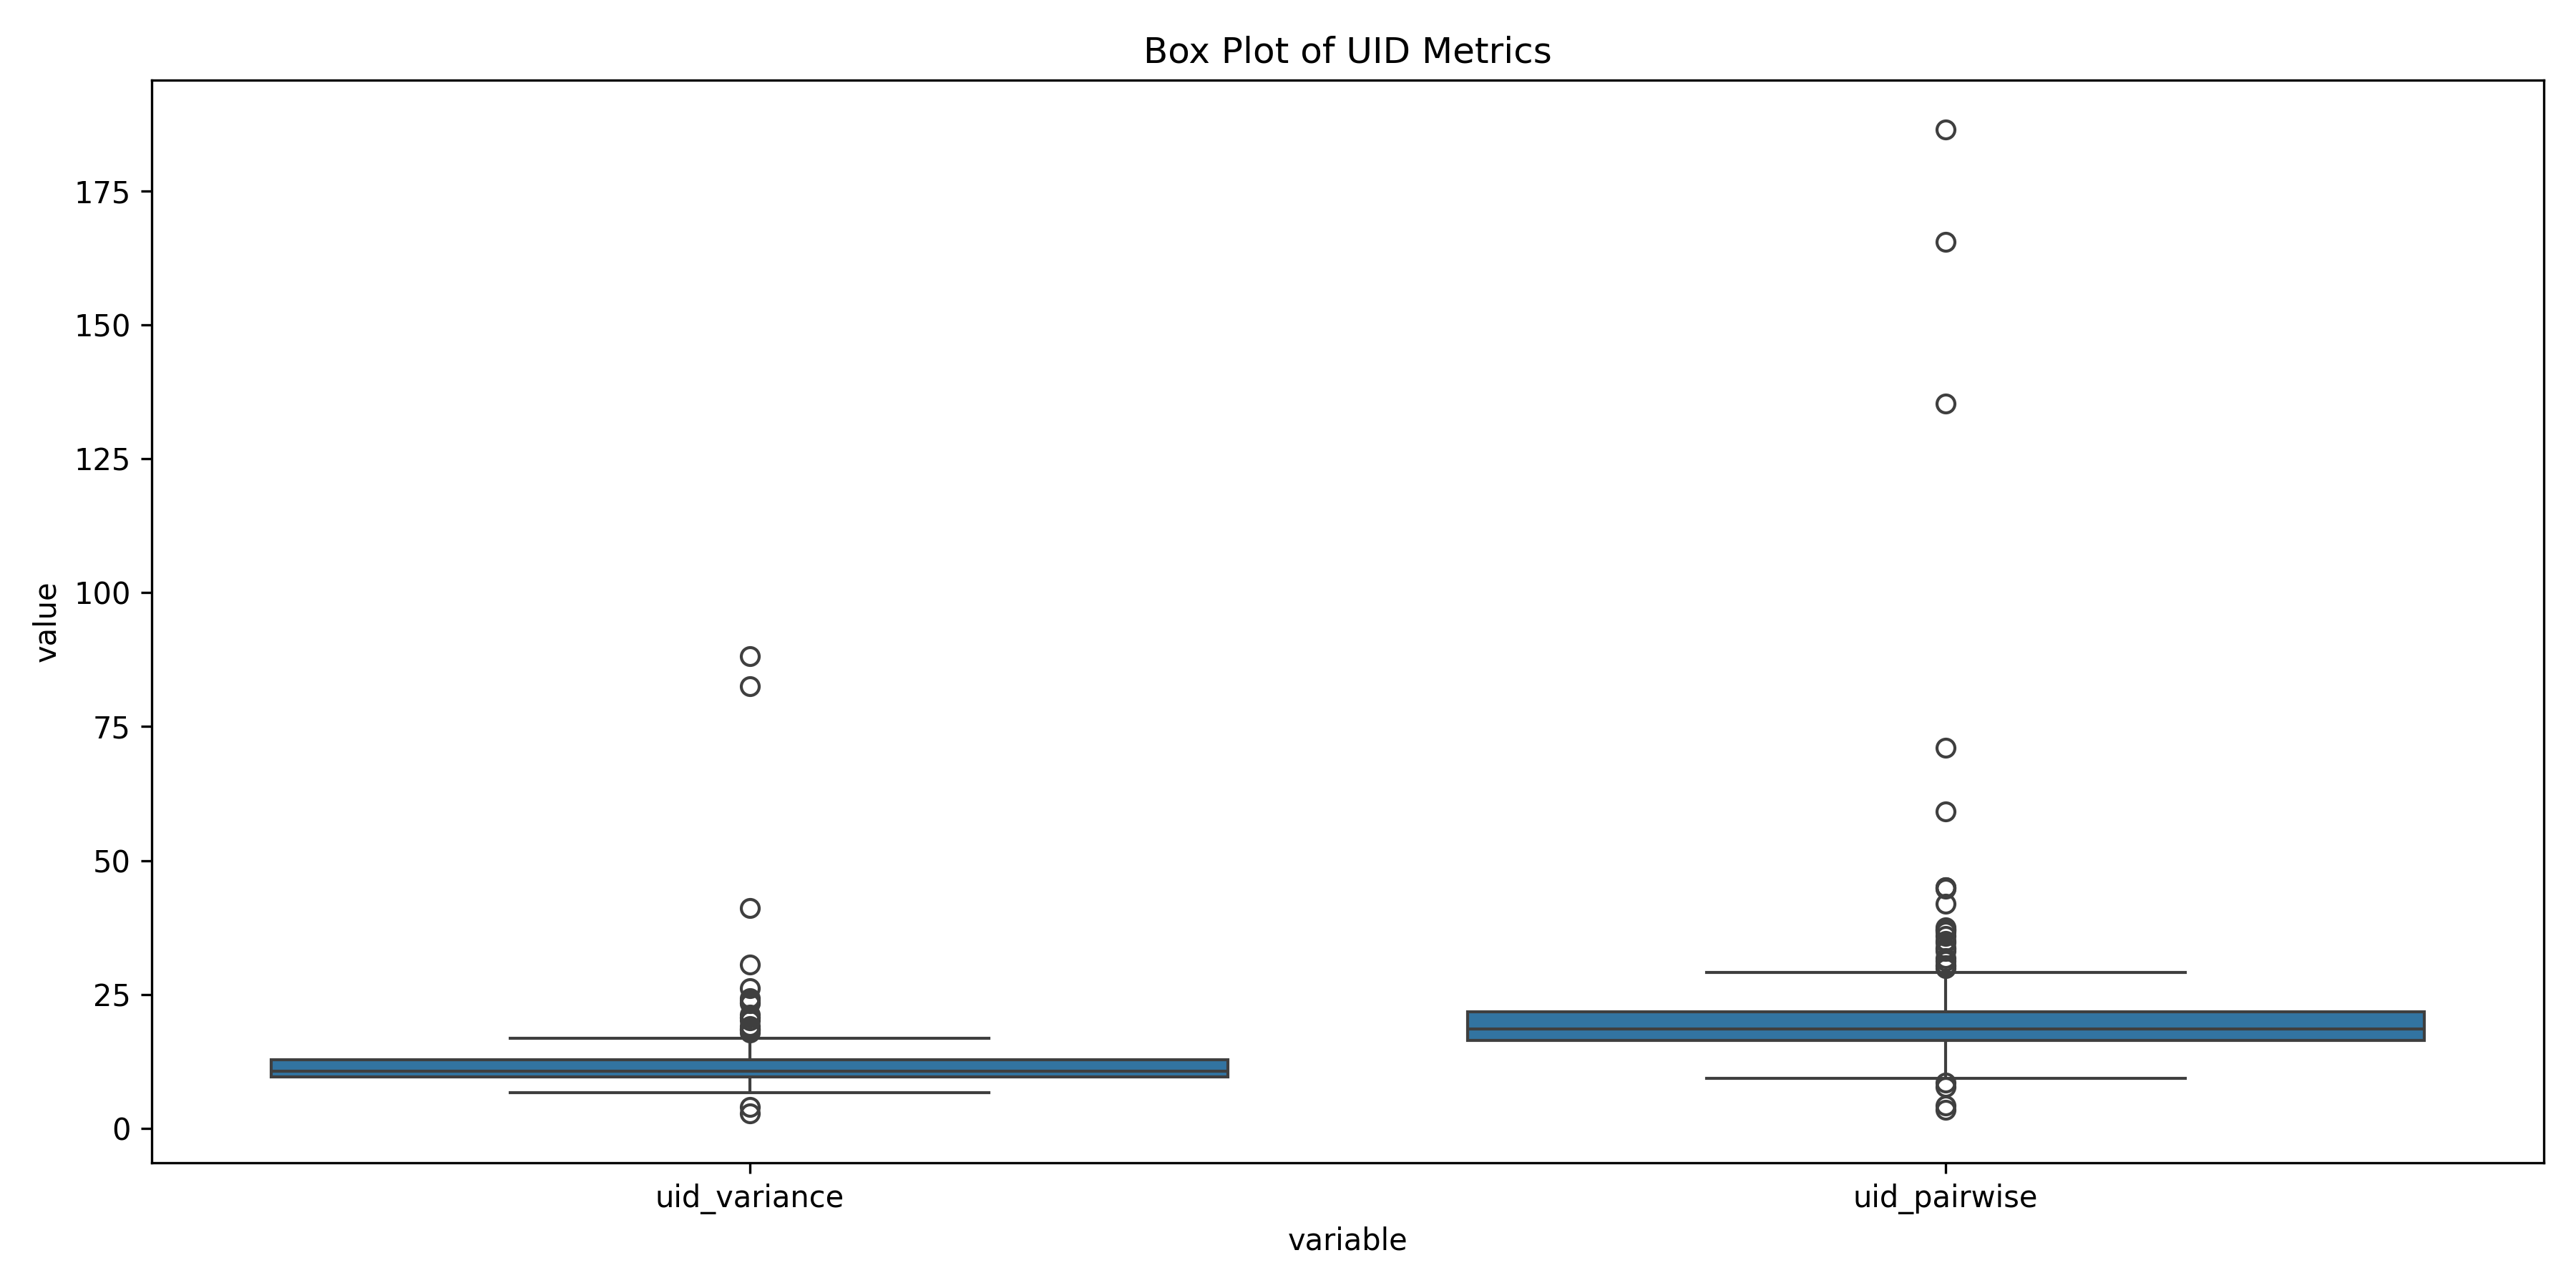 Box Plot of UID Metrics
175
150
125
100
75
50
25
0
value
uid_variance
uid_pairwise
variable